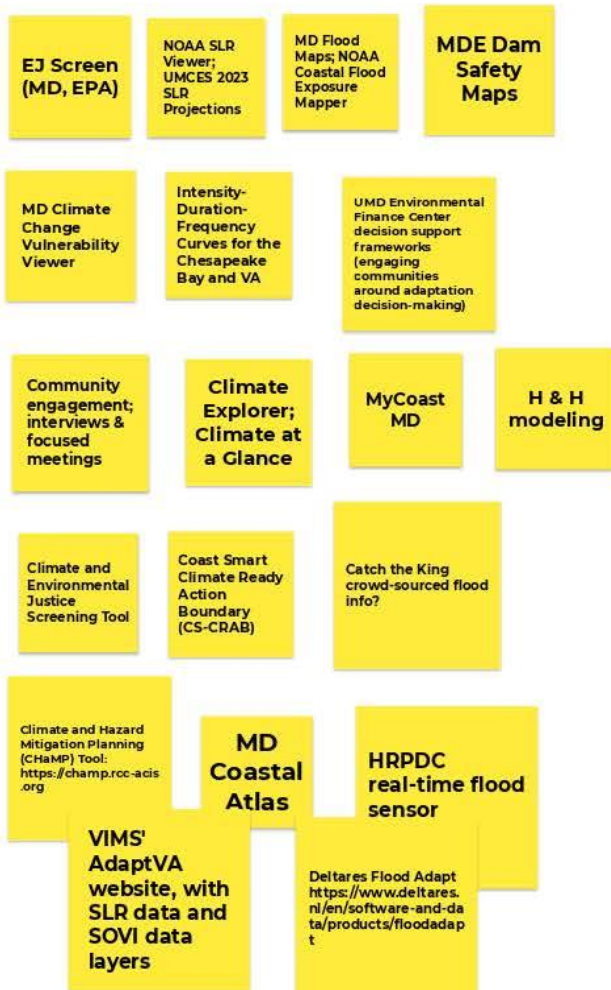 EJ Screen
(MD, EPA)
NOAA SLR
Viewer;
UMCES 2023
SLR
Projections
MD Flood
Maps; NOAA
Coastal Flood
Exposure
Mapper
MDE Dam
Safety
Maps
MD Climate
Change
Vulnerability
Viewer
Intensity-
Duration-
Frequency
Curves for the
Chesapeake
Bay and VA
UMD Environmental
Finance Center
decision support
frameworks
(engaging
communities
around adaptation
decision-making)
Community
engagement;
interviews &
focused
meetings
Climate
Explorer;
Climate at
a Glance
MyCoast
MD
H & H
modeling
Climate and
Environmental
Justice
Screening Tool
Coast Smart
Climate Ready
Action
Boundary
(CS-CRAB)
Catch the King
crowd-sourced flood
info?
Climate and Hazard
Mitigation Planning
(CHaMP) Tool:
https://champ.rcc-acis
.org
MD
Coastal
Atlas
HRPDC
real-time flood
sensor
VIMS'
AdaptVA
website, with
SLR data and
SOVI data
layers
Deltares Flood Adapt
https://www.deltares.
nl/en/software-and-da
ta/products/floodadap
t